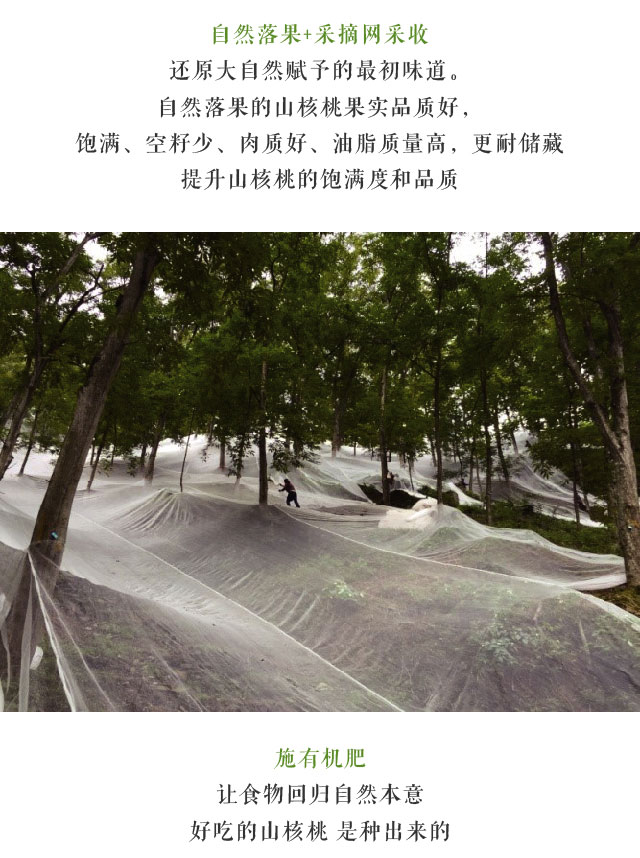 自然落果+采摘网采收
还原大自然赋予的最初味道。
自然落果的山核桃果实品质好，
饱满、空籽少、肉质好、油脂质量高，更耐储藏
提升山核桃的饱满度和品质
施有机肥
让食物回归自然本意
好吃的山核桃 是种出来的